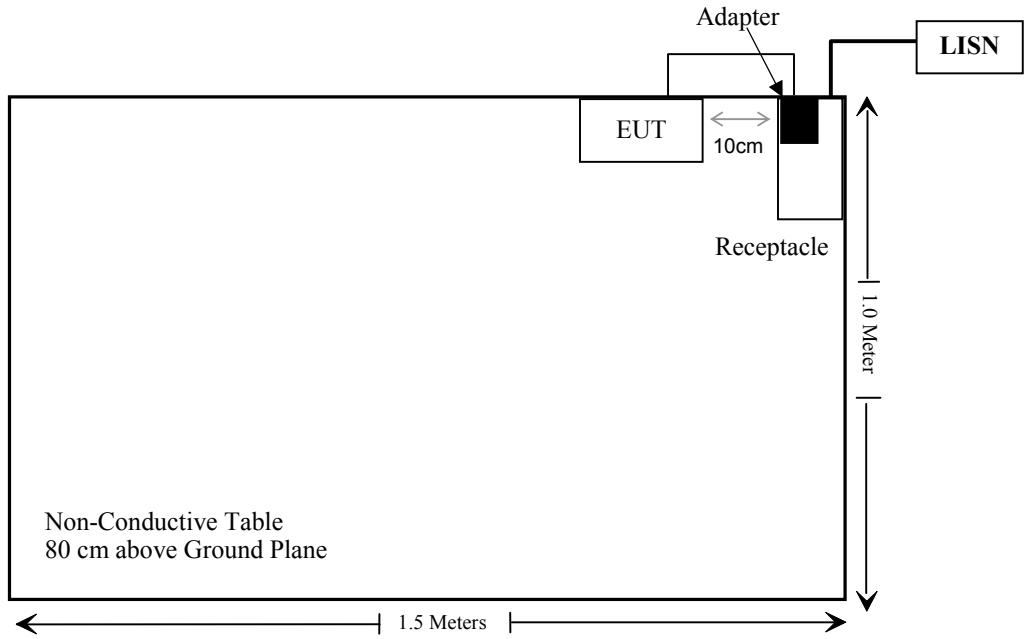 Adapter
LISN
EUT
10cm
Receptacle
1.0 Meter
Non-Conductive Table
80 cm above Ground Plane
1.5 Meters